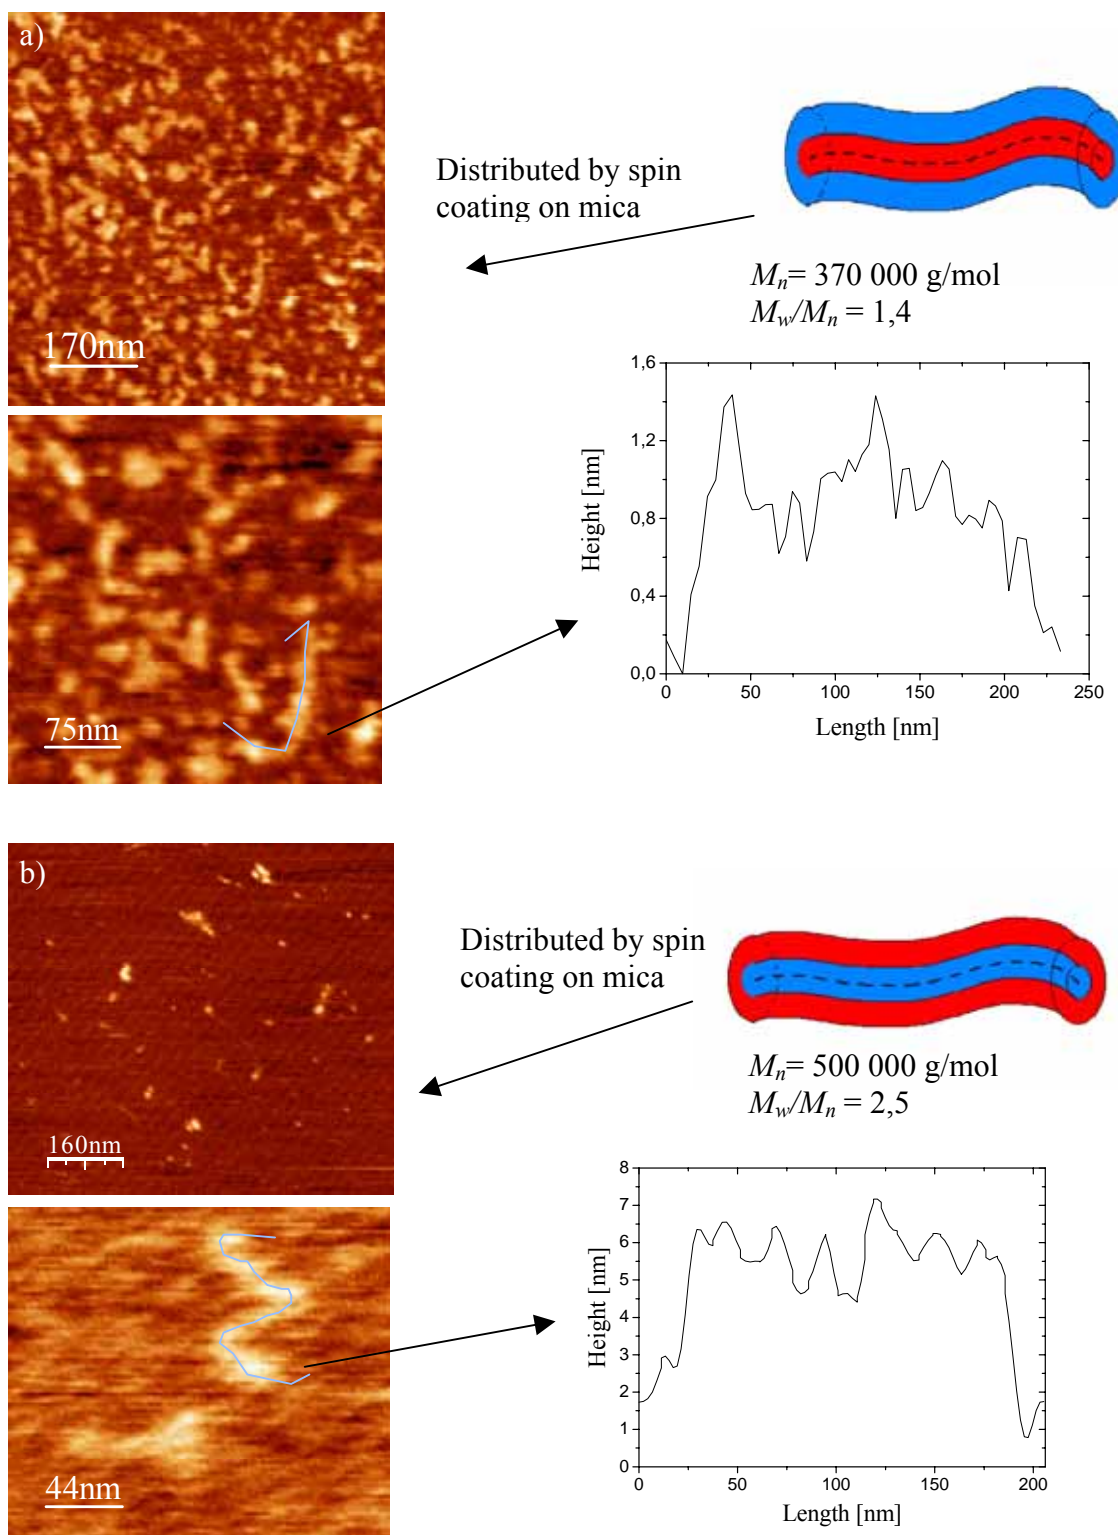 a)
Distributed by spin
coating on mica
Mn= 370 000 g/mol
Mw/Mn = 1,4
170nm
1,6
1,2
0,8
0,4
0,0
Height [nm]
0
50
100
150
200
250
Length [nm]
75nm
b)
Distributed by spin
coating on mica
Mn= 500 000 g/mol
Mw/Mn = 2,5
160nm
8
7
6
5
4
3
2
1
0
Height [nm]
0
50
100
150
200
Length [nm]
44nm